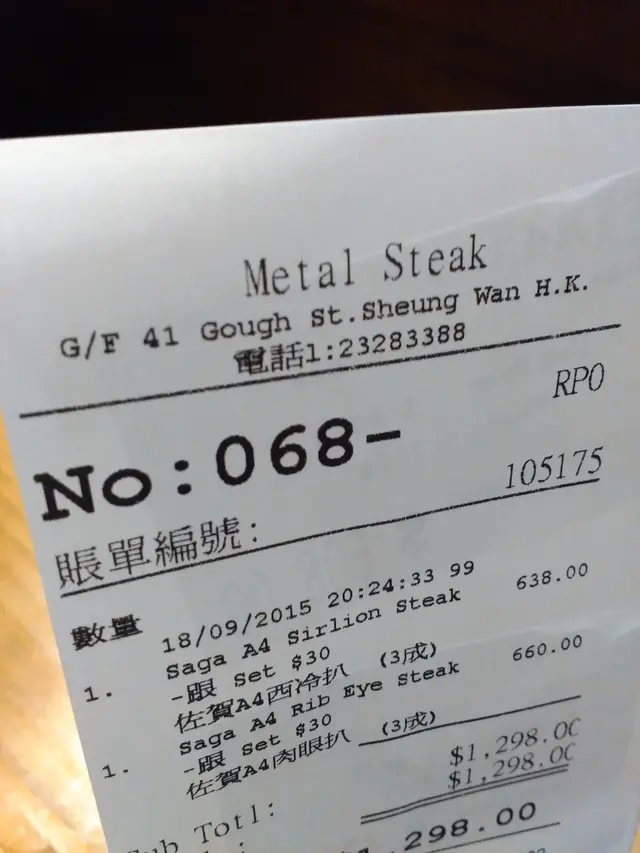 Metal Steak
G/F 41 Gough St.Sheung Wan H.K.
電話1:23283388
RPO
No:068-
賬單編號: 105175
數量 18/09/2015 20:24:33 99
1. Saga A4 Sirlion Steak 638.00
-跟 Set $30
佐賀A4西冷扒 (3成)
1. Saga A4 Rib Eye Steak 660.00
-跟 Set $30
佐賀A4肉眼扒 (3成)
Sub Totl: $1,298.00
$1,298.00
298.00